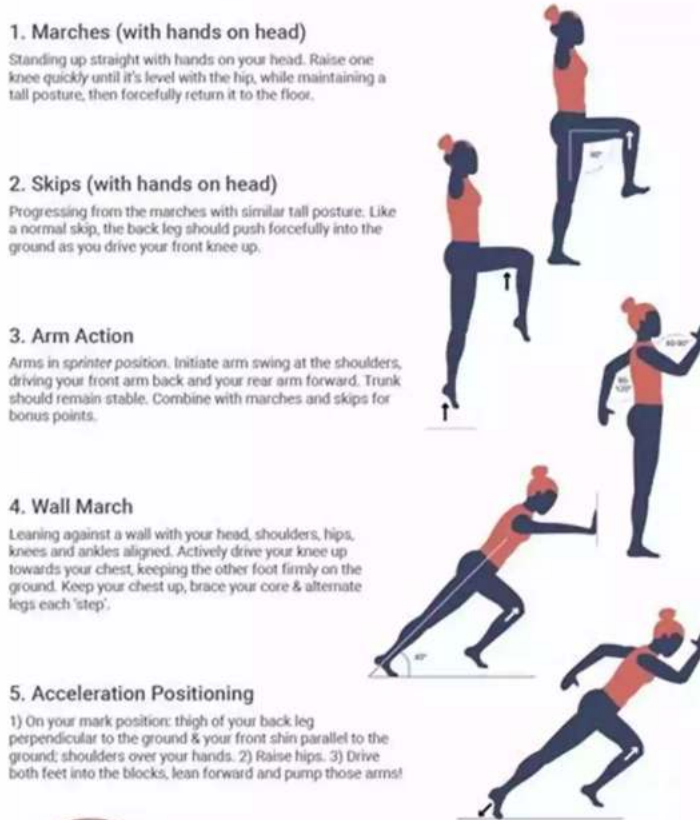 1. Marches (with hands on head)
Standing up straight with hands on your head. Raise one
knee quickly until it's level with the hip, while maintaining a
tall posture, then forcefully return it to the floor.
90°
2. Skips (with hands on head)
Progressing from the marches with similar tall posture. Like
a normal skip, the back leg should push forcefully into the
ground as you drive your front knee up.
3. Arm Action
Arms in sprinter position. Initiate arm swing at the shoulders,
driving your front arm back and your rear arm forward. Trunk
should remain stable. Combine with marches and skips for
bonus points.
4. Wall March
Leaning against a wall with your head, shoulders, hips,
knees and ankles aligned. Actively drive your knee up
towards your chest, keeping the other foot firmly on the
ground. Keep your chest up, brace your core & alternate
legs each 'step'.
5. Acceleration Positioning
1) On your mark position: thigh of your back leg
perpendicular to the ground & your front shin parallel to the
ground; shoulders over your hands. 2) Raise hips. 3) Drive
both feet into the blocks, lean forward and pump those arms!